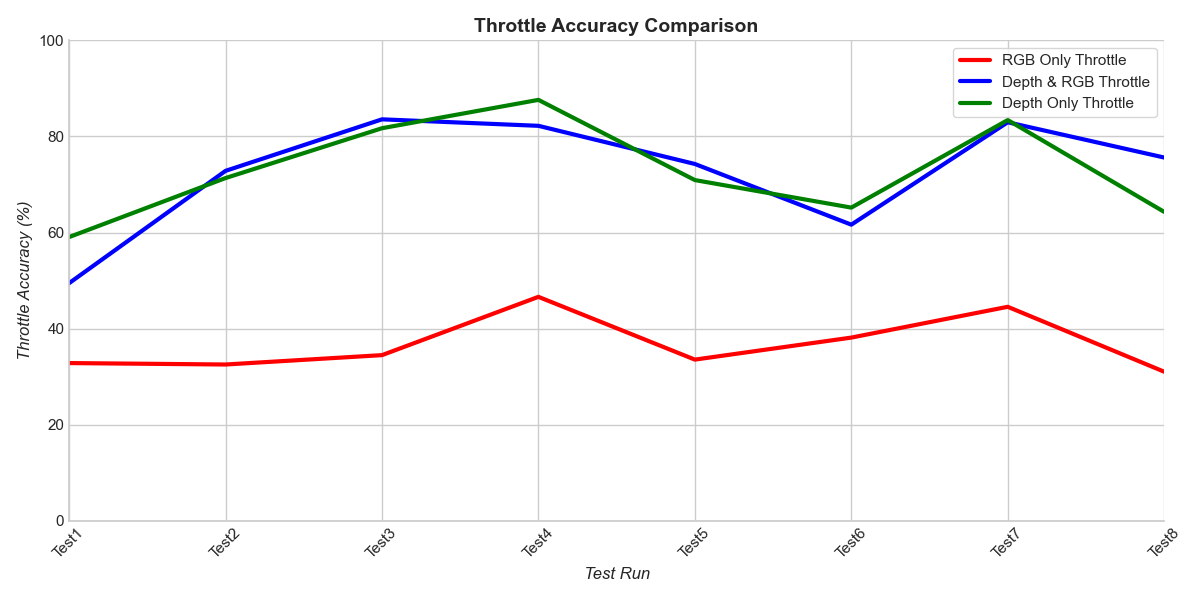 Throttle Accuracy Comparison
RGB Only Throttle
Depth & RGB Throttle
Depth Only Throttle
Throttle Accuracy (%)
100
80
60
40
20
0
Test1 Test2 Test3 Test4 Test5 Test6 Test7 Test8
Test Run